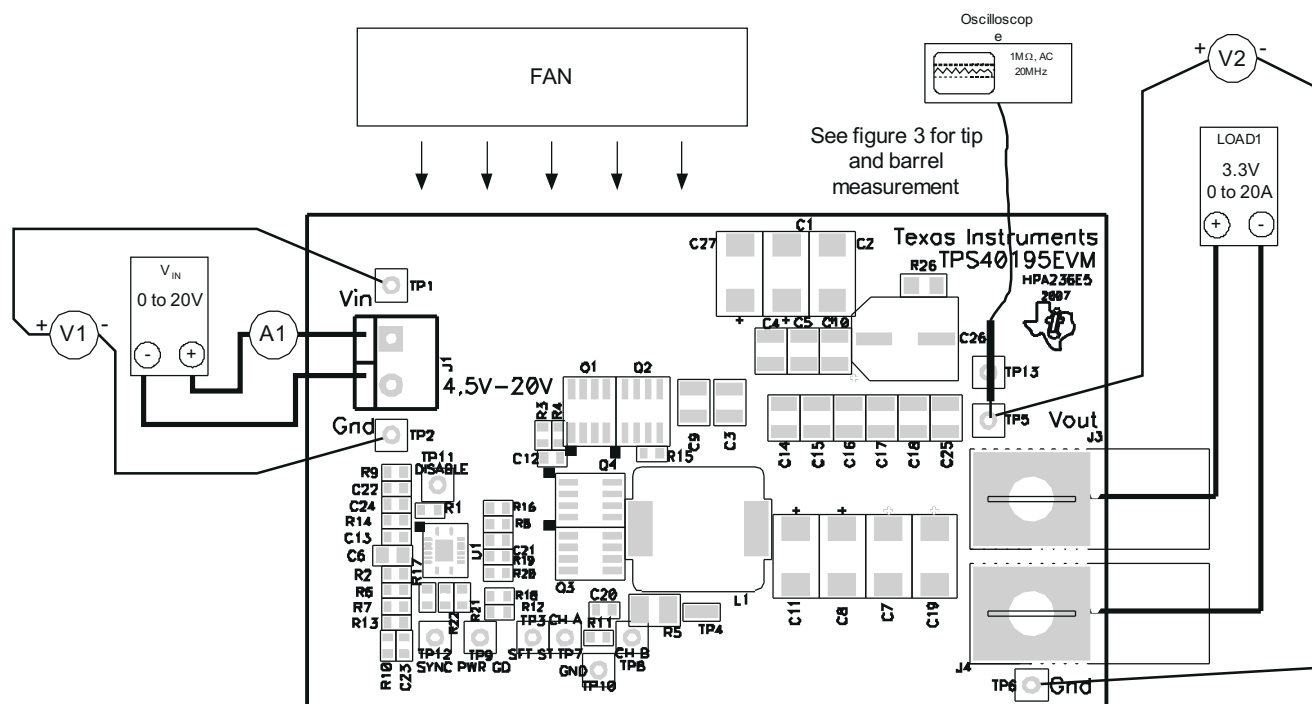 Oscilloscop
e
1MΩ, AC
20MHz
+ V2 -
FAN
See figure 3 for tip
and barrel
measurement
LOAD1
3.3V
0 to 20A
+ -
C27
C1
C2
Texas Instruments
TPS40195EVM
HPA236E5
2007
R26
TP1
Vin
VIN
0 to 20V
- +
+ V1 -
A1
J1
4.5V-20V
Gnd
TP2
C4 C5 C10
C26
TP13
TP5
Vout
J3
Q1 Q2
R3 R4
C12
C9 C3
R15
C14 C15 C16 C17 C18 C25
TP11
DISABLE
R9
C22
C24
R14
C13
C6
R2
R6
R7
R13
R10 C23
R1
U1
R17
R22
R21
R16
R8
C21
R19
R20
R18
R12
Q4
Q3
L1
C11 C8 C7 C19
C20
R5
TP4
R11
TP12
SYNC
TP9
PWR GD
TP3
SFT ST
CH A
TP7
CH B
TP8
GND
TP10
J4
TP6
Gnd